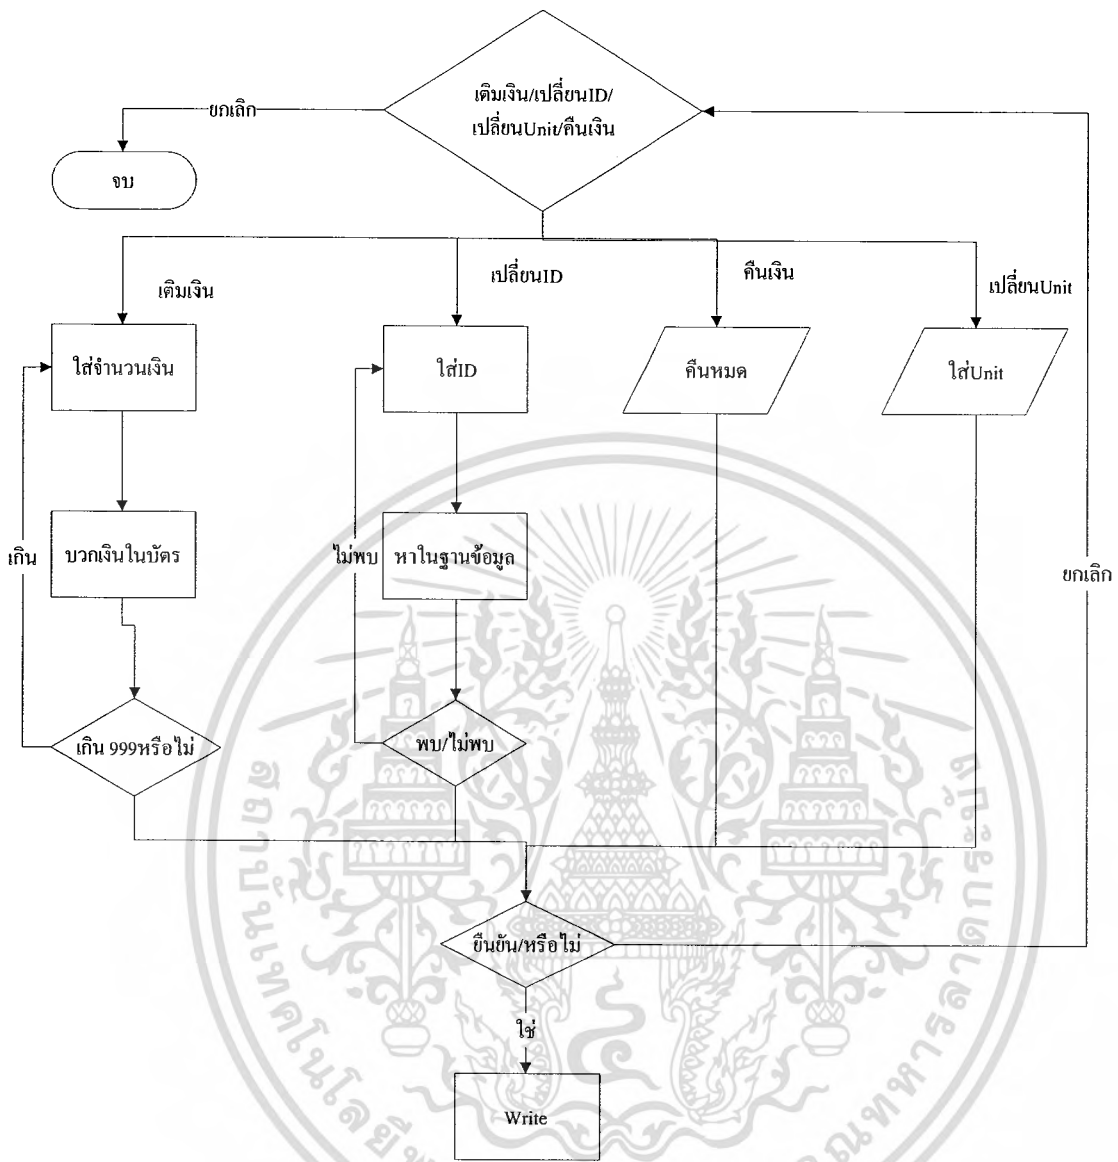 เติมเงิน/เปลี่ยนID/
เปลี่ยนUnit/คืนเงิน
ยกเลิก
จบ
เติมเงิน
เปลี่ยนID
คืนเงิน
เปลี่ยนUnit
ใส่จำนวนเงิน
ใส่ID
คืนหมด
ใส่Unit
เกิน
บวกเงินในบัตร
ไม่พบ
หาในฐานข้อมูล
ยกเลิก
เกิน 999หรือไม่
พบ/ไม่พบ
ยืนยัน/หรือไม่
ใช่
Write